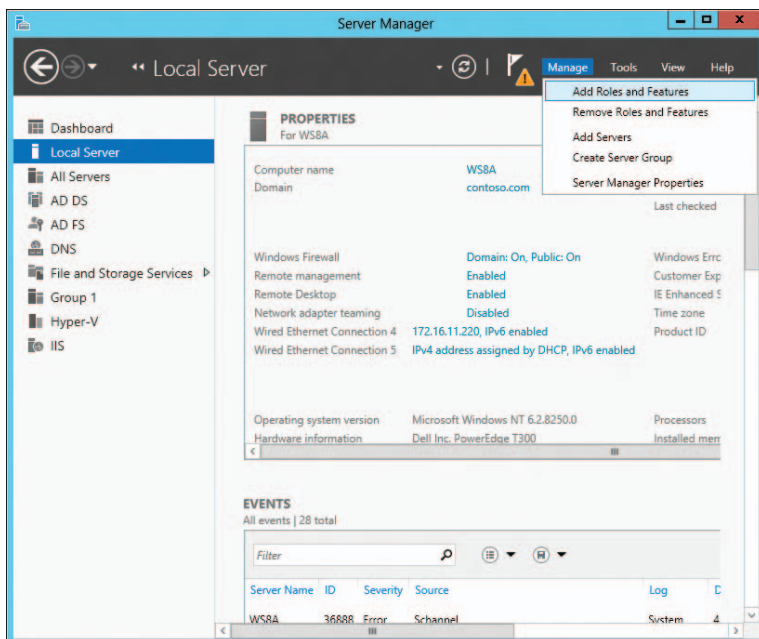 Server Manager
Local Server
Manage Tools View Help
Add Roles and Features
Remove Roles and Features
Add Servers
Create Server Group
Server Manager Properties
Dashboard
Local Server
All Servers
AD DS
AD FS
DNS
File and Storage Services
Group 1
Hyper-V
IIS
PROPERTIES
For WS8A
Computer name WS8A
Domain contoso.com
Last checked
Windows Firewall Domain: On, Public: On Windows Erro
Remote management Enabled Customer Exp
Remote Desktop Enabled IE Enhanced S
Network adapter teaming Disabled Time zone
Wired Ethernet Connection 4 172.16.11.220, IPv6 enabled Product ID
Wired Ethernet Connection 5 IPv4 address assigned by DHCP, IPv6 enabled
Operating system version Microsoft Windows NT 6.2.8250.0 Processors
Hardware information Dell Inc. PowerEdge T300 Installed mem
EVENTS
All events | 28 total
Filter
Server Name ID Severity Source Log D
WS8A 36888 Error Schannel System 4